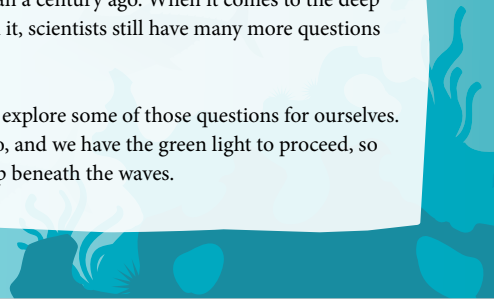 a century ago. When it comes to the deep
it, scientists still have many more questions
explore some of those questions for ourselves.
and we have the green light to proceed, so
beneath the waves.